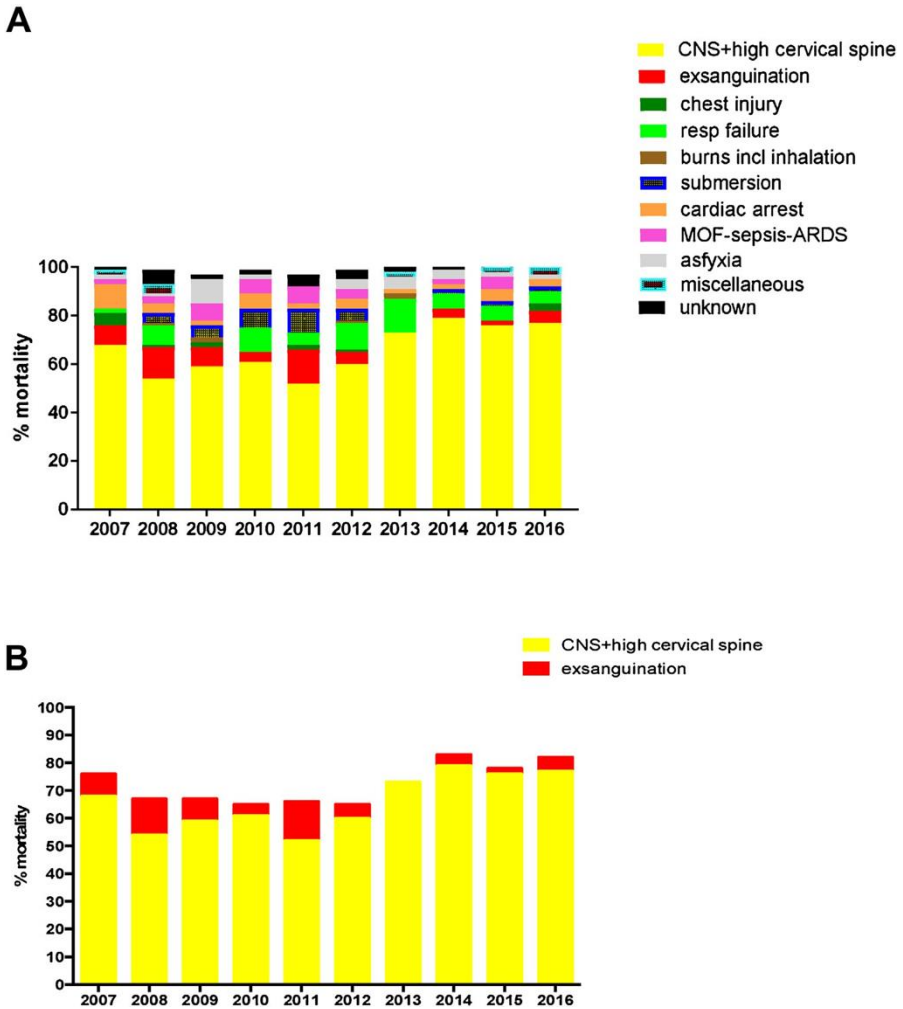 A
CNS+high cervical spine
exsanguination
chest injury
resp failure
burns incl inhalation
submersion
cardiac arrest
MOF-sepsis-ARDS
asfyxia
miscellaneous
unknown
% mortality
100
80
60
40
20
0
2007 2008 2009 2010 2011 2012 2013 2014 2015 2016
B
CNS+high cervical spine
exsanguination
% mortality
100
90
80
70
60
50
40
30
20
10
0
2007 2008 2009 2010 2011 2012 2013 2014 2015 2016